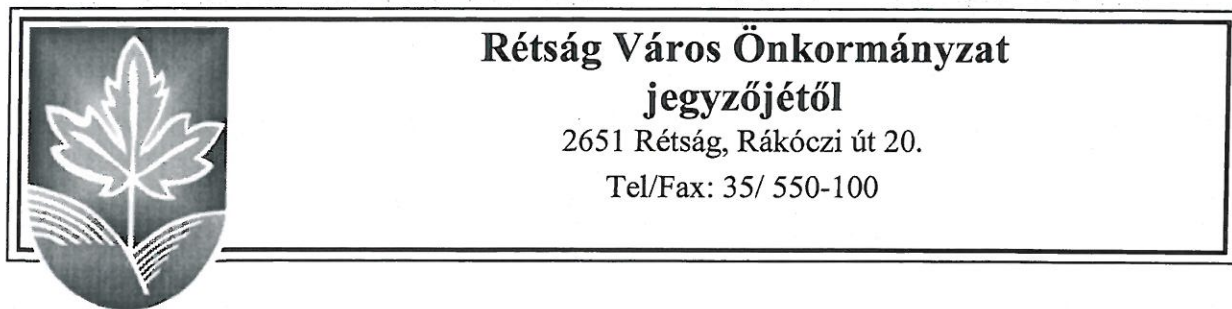 Rétság Város Önkormányzat
jegyzőjétől
2651 Rétság, Rákóczi út 20.
Tel/Fax: 35/ 550-100